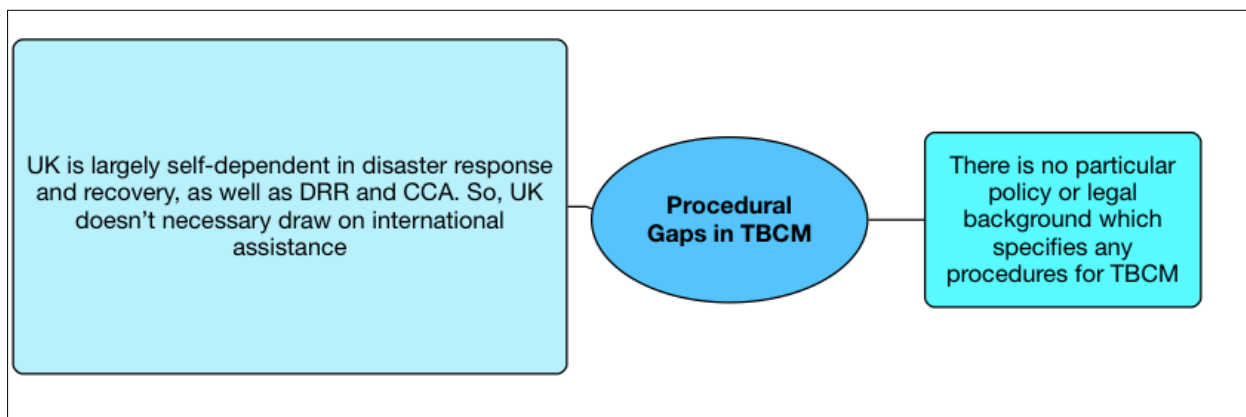 UK is largely self-dependent in disaster response
and recovery, as well as DRR and CCA. So, UK
doesn’t necessary draw on international
assistance
Procedural
Gaps in TBCM
There is no particular
policy or legal
background which
specifies any
procedures for TBCM